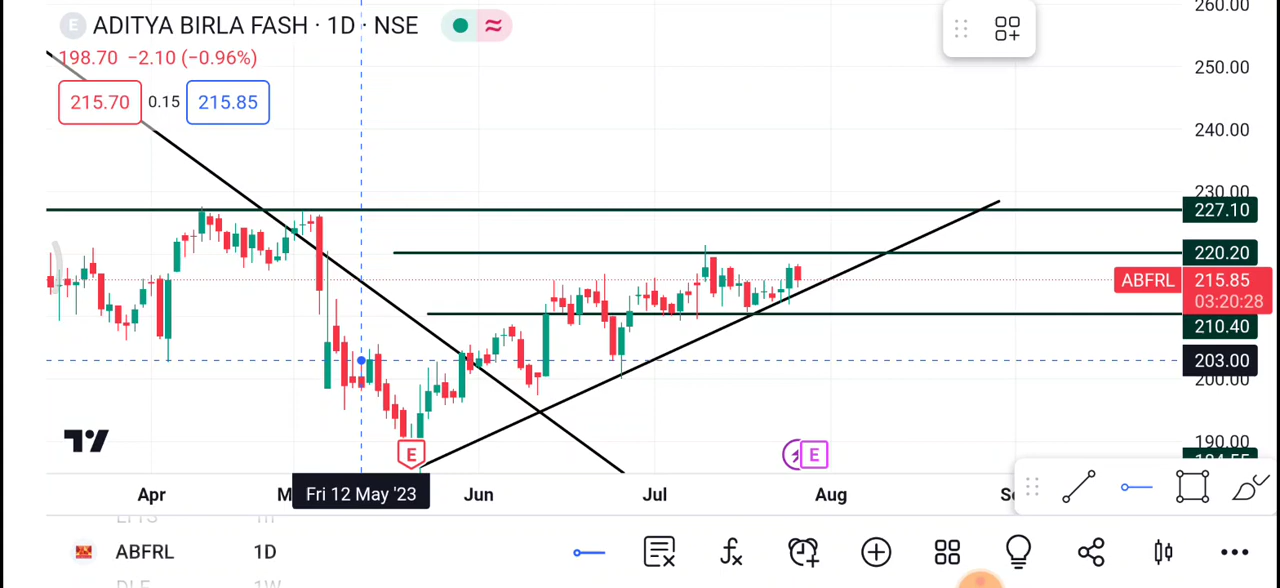 E ADITYA BIRLA FASH · 1D · NSE
198.70 −2.10 (−0.96%)
215.70 0.15 215.85
260.00
250.00
240.00
230.00
227.10
220.20
ABFRL 215.85
03:20:28
210.40
203.00
200.00
190.00
E
E
Apr
Fri 12 May '23
Jun
Jul
Aug
ABFRL 1D